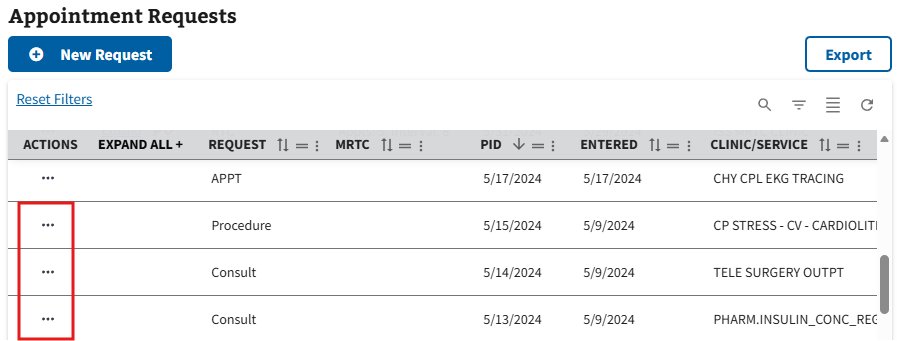 Appointment Requests
New Request
Export
Reset Filters
ACTIONS EXPAND ALL + REQUEST MRTC PID ENTERED CLINIC/SERVICE
... APPT 5/17/2024 5/17/2024 CHY CPL EKG TRACING
... Procedure 5/15/2024 5/9/2024 CP STRESS - CV - CARDIOLIT
... Consult 5/14/2024 5/9/2024 TELE SURGERY OUTPT
... Consult 5/13/2024 5/9/2024 PHARM.INSULIN_CONC_REG